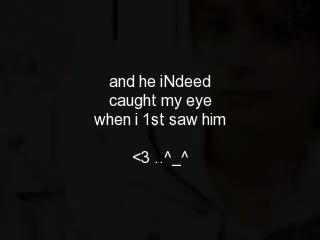 and he iNdeed
caught my eye
when i 1st saw him
<3 ..^_^